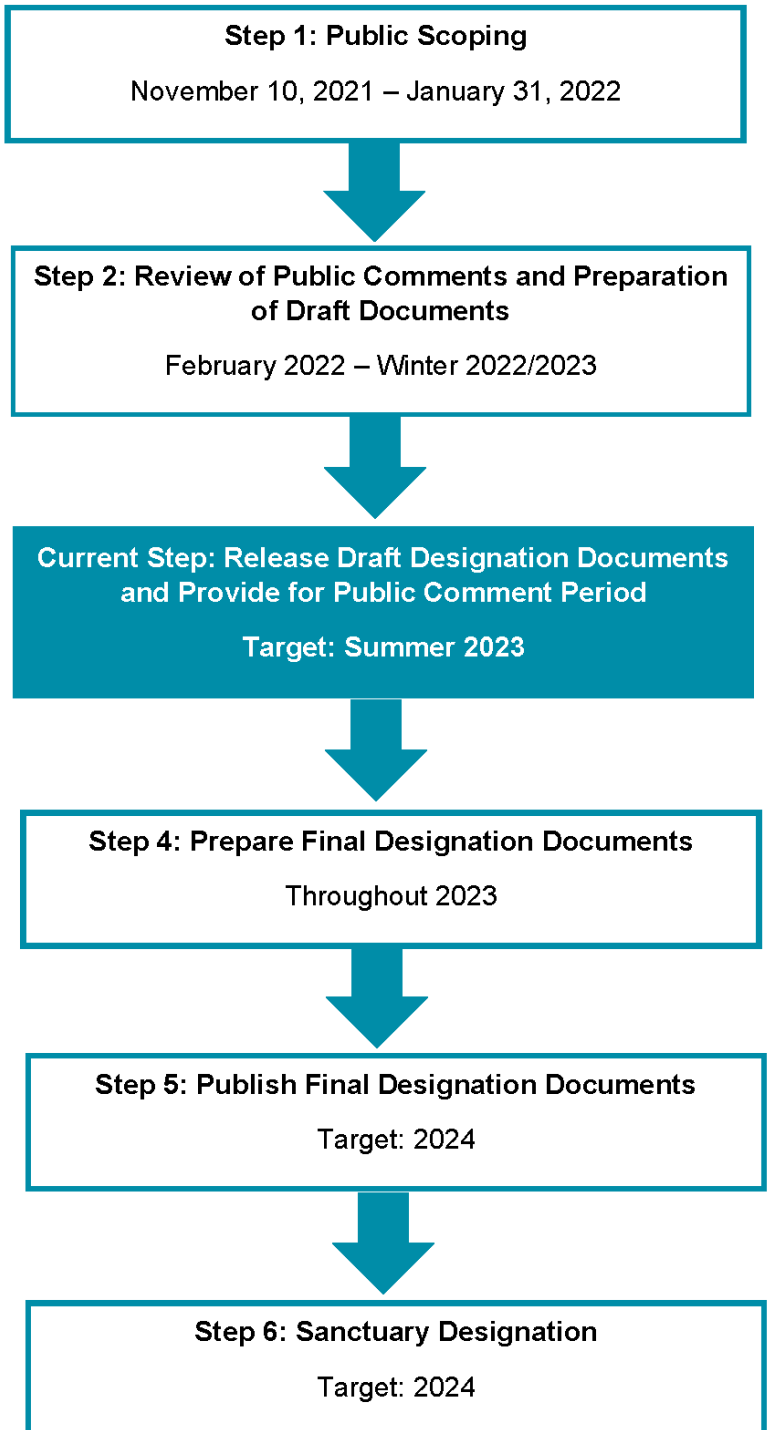 Step 1: Public Scoping
November 10, 2021 – January 31, 2022
Step 2: Review of Public Comments and Preparation
of Draft Documents
February 2022 – Winter 2022/2023
Current Step: Release Draft Designation Documents
and Provide for Public Comment Period
Target: Summer 2023
Step 4: Prepare Final Designation Documents
Throughout 2023
Step 5: Publish Final Designation Documents
Target: 2024
Step 6: Sanctuary Designation
Target: 2024